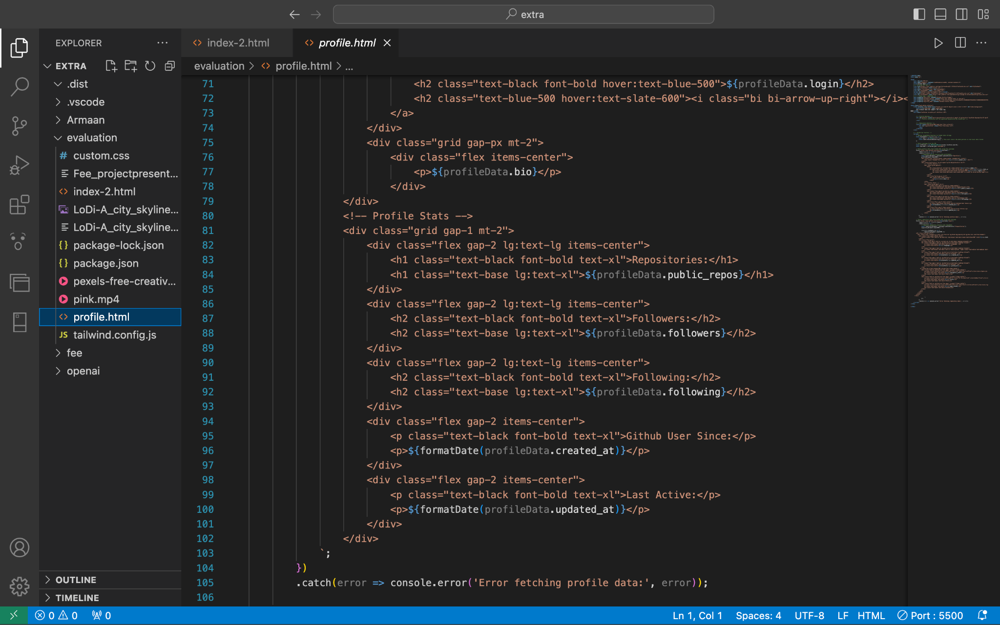 extra
EXPLORER
EXTRA
.dist
.vscode
Armaan
evaluation
custom.css
Fee_projectpresent...
index-2.html
LoDi-A_city_skyline...
LoDi-A_city_skyline...
package-lock.json
package.json
pexels-free-creativ...
pink.mp4
profile.html
JS tailwind.config.js
fee
openai
OUTLINE
TIMELINE
index-2.html
profile.html
evaluation > profile.html > ...
71 <h2 class="text-black font-bold hover:text-blue-500">${profileData.login}</h2>
72 <h2 class="text-blue-500 hover:text-slate-600"><i class="bi bi-arrow-up-right"></i><
73 </a>
74 </div>
75 <div class="grid gap-px mt-2">
76 <div class="flex items-center">
77 <p>${profileData.bio}</p>
78 </div>
79 </div>
80 <!-- Profile Stats -->
81 <div class="grid gap-1 mt-2">
82 <div class="flex gap-2 lg:text-lg items-center">
83 <h1 class="text-black font-bold text-xl">Repositories:</h1>
84 <h1 class="text-base lg:text-xl">${profileData.public_repos}</h1>
85 </div>
86 <div class="flex gap-2 lg:text-lg items-center">
87 <h2 class="text-black font-bold text-xl">Followers:</h2>
88 <h2 class="text-base lg:text-xl">${profileData.followers}</h2>
89 </div>
90 <div class="flex gap-2 lg:text-lg items-center">
91 <h2 class="text-black font-bold text-xl">Following:</h2>
92 <h2 class="text-base lg:text-xl">${profileData.following}</h2>
93 </div>
94 <div class="flex gap-2 items-center">
95 <p class="text-black font-bold text-xl">Github User Since:</p>
96 <p>${formatDate(profileData.created_at)}</p>
97 </div>
98 <div class="flex gap-2 items-center">
99 <p class="text-black font-bold text-xl">Last Active:</p>
100 <p>${formatDate(profileData.updated_at)}</p>
101 </div>
102 </div>
103 `;
104 })
105 .catch(error => console.error('Error fetching profile data:', error));
106
0 0 0 Ln 1, Col 1 Spaces: 4 UTF-8 LF HTML Port : 5500